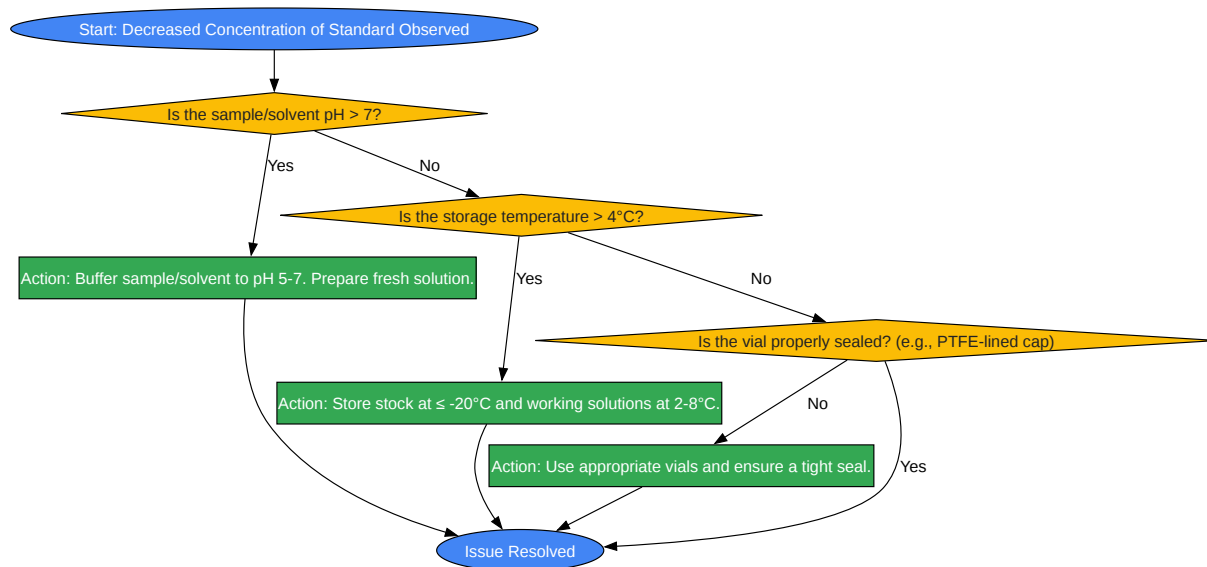 Start: Decreased Concentration of Standard Observed
Is the sample/solvent pH > 7?
Yes
No
Is the storage temperature > 4°C?
Action: Buffer sample/solvent to pH 5-7. Prepare fresh solution.
Yes
No
Is the vial properly sealed? (e.g., PTFE-lined cap)
Action: Store stock at ≤ -20°C and working solutions at 2-8°C.
No
Action: Use appropriate vials and ensure a tight seal.
Yes
Issue Resolved